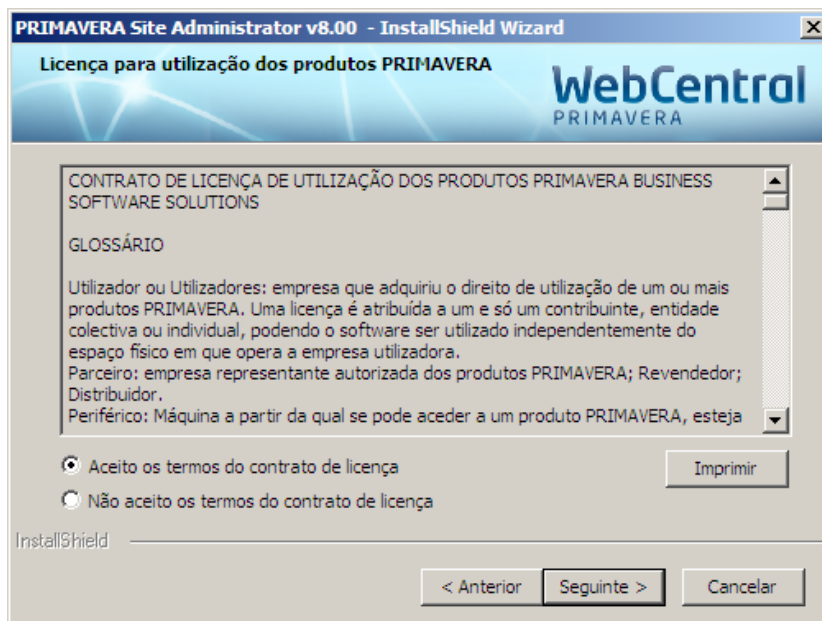 PRIMAVERA Site Administrator v8.00 - InstallShield Wizard
Licença para utilização dos produtos PRIMAVERA
WebCentral
PRIMAVERA
CONTRATO DE LICENÇA DE UTILIZAÇÃO DOS PRODUTOS PRIMAVERA BUSINESS
SOFTWARE SOLUTIONS
GLOSSÁRIO
Utilizador ou Utilizadores: empresa que adquiriu o direito de utilização de um ou mais
produtos PRIMAVERA. Uma licença é atribuída a um e só um contribuinte, entidade
colectiva ou individual, podendo o software ser utilizado independentemente do
espaço físico em que opera a empresa utilizadora.
Parceiro: empresa representante autorizada dos produtos PRIMAVERA; Revendedor;
Distribuidor.
Periférico: Máquina a partir da qual se pode aceder a um produto PRIMAVERA, esteja
Aceito os termos do contrato de licença
Imprimir
Não aceito os termos do contrato de licença
InstallShield
< Anterior
Seguinte >
Cancelar